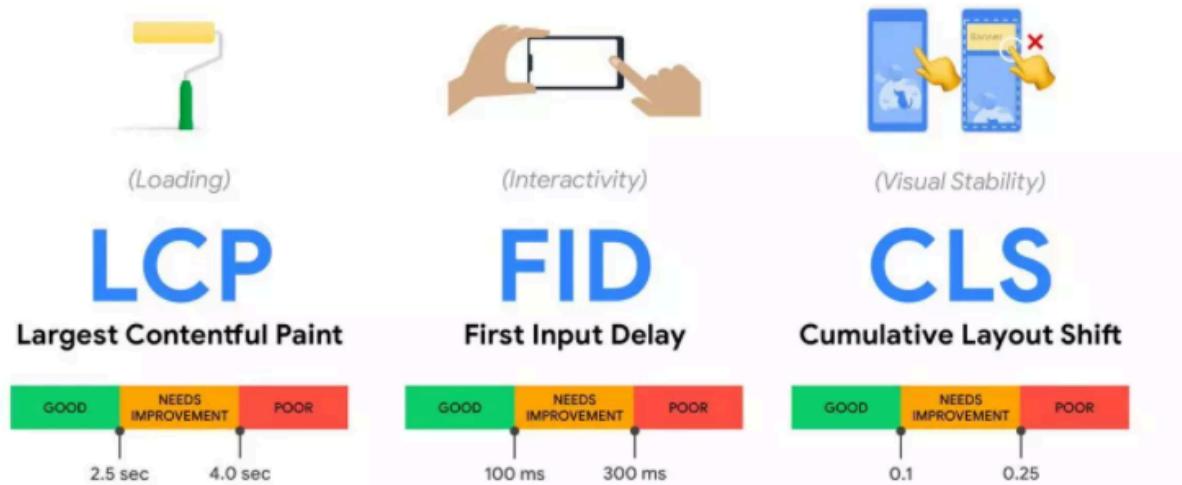 Banner
(Loading)
LCP
Largest Contentful Paint
GOOD
NEEDS
IMPROVEMENT
POOR
2.5 sec
4.0 sec
(Interactivity)
FID
First Input Delay
GOOD
NEEDS
IMPROVEMENT
POOR
100 ms
300 ms
(Visual Stability)
CLS
Cumulative Layout Shift
GOOD
NEEDS
IMPROVEMENT
POOR
0.1
0.25